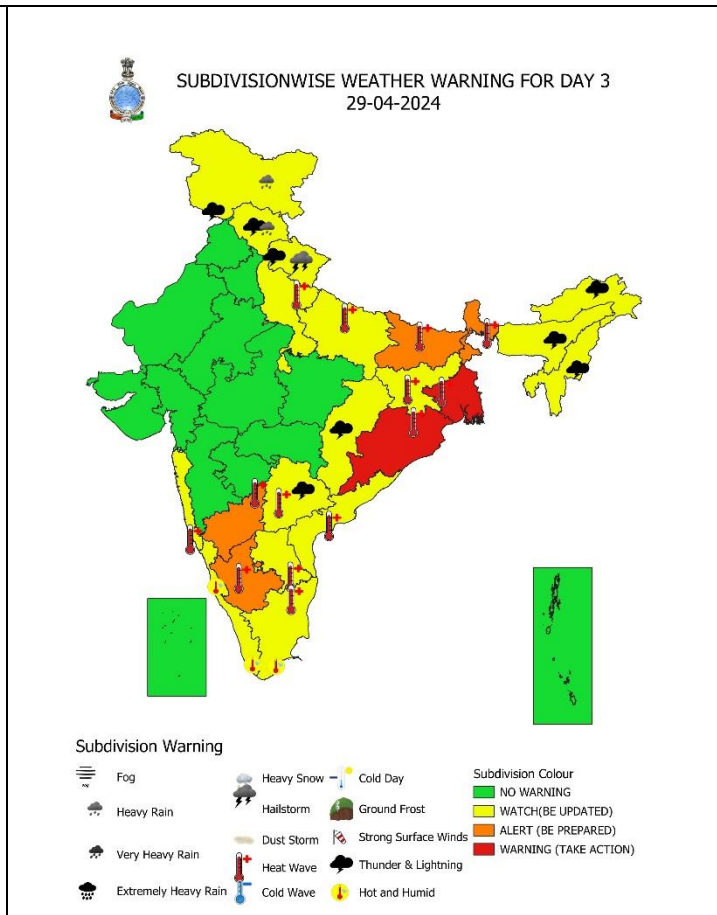 SUBDIVISIONWISE WEATHER WARNING FOR DAY 3
29-04-2024
Subdivision Warning
Fog
Heavy Rain
Very Heavy Rain
Extremely Heavy Rain
Heavy Snow
Hailstorm
Dust Storm
Heat Wave
Cold Wave
Cold Day
Ground Frost
Strong Surface Winds
Thunder & Lightning
Hot and Humid
Subdivision Colour
NO WARNING
WATCH(BE UPDATED)
ALERT (BE PREPARED)
WARNING (TAKE ACTION)